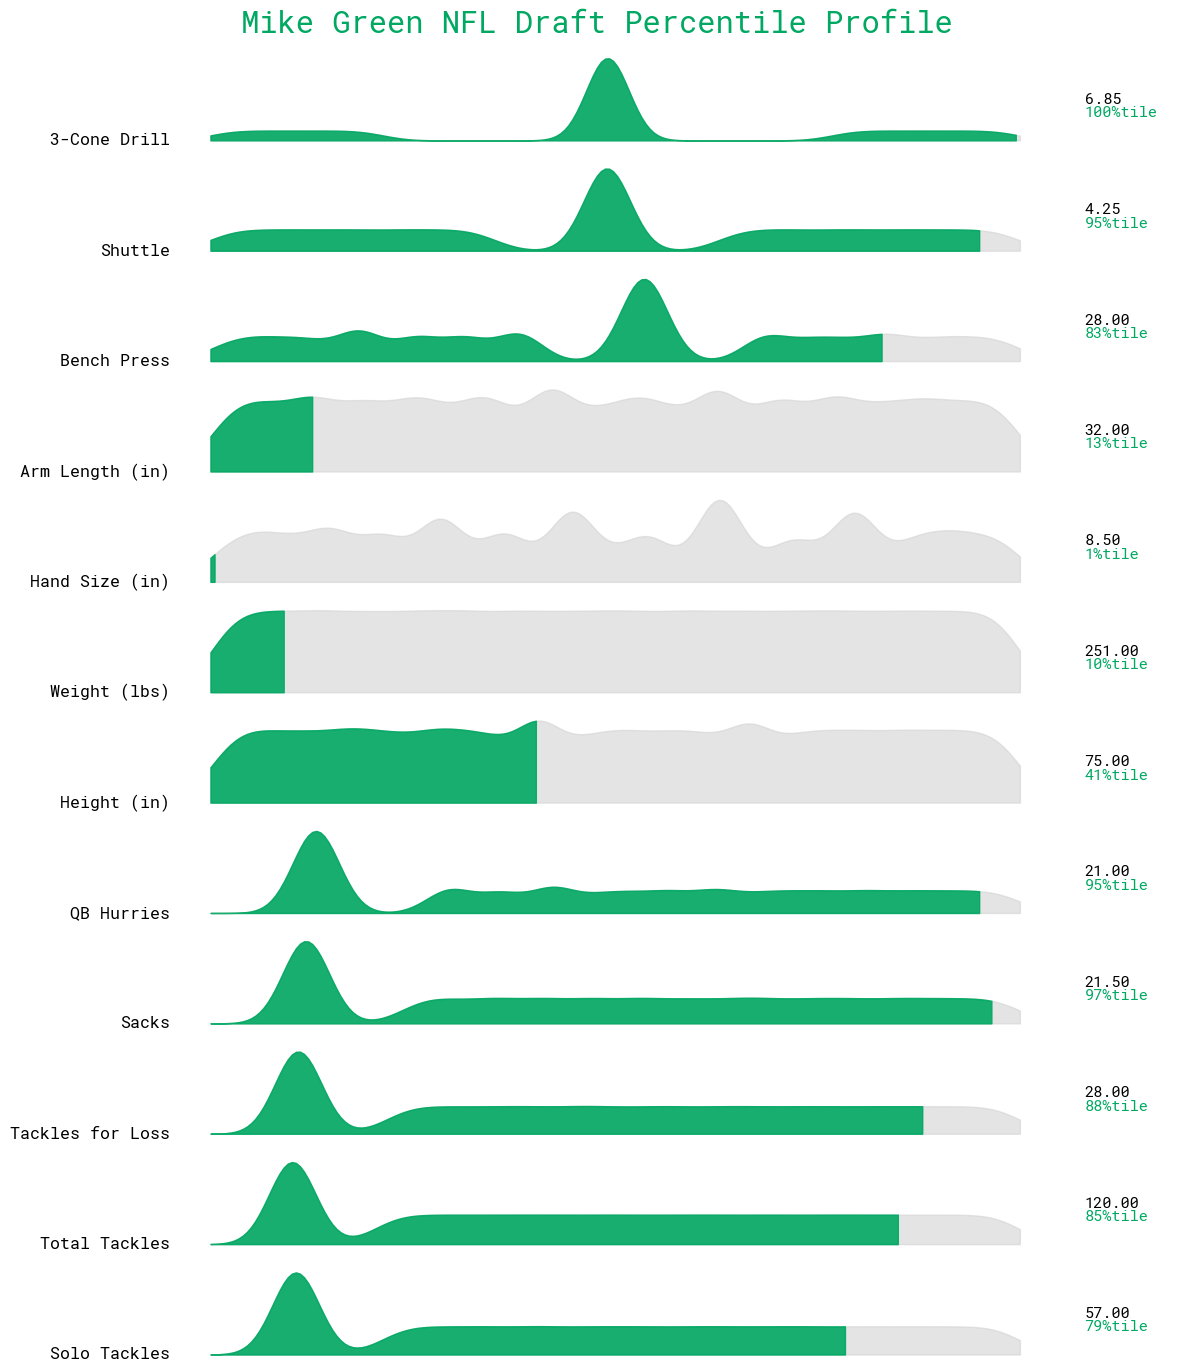 Mike Green NFL Draft Percentile Profile
6.85
100%tile
3-Cone Drill
4.25
95%tile
Shuttle
28.00
83%tile
Bench Press
32.00
13%tile
Arm Length (in)
8.50
1%tile
Hand Size (in)
251.00
10%tile
Weight (lbs)
75.00
41%tile
Height (in)
21.00
95%tile
QB Hurries
21.50
97%tile
Sacks
28.00
88%tile
Tackles for Loss
120.00
85%tile
Total Tackles
57.00
79%tile
Solo Tackles